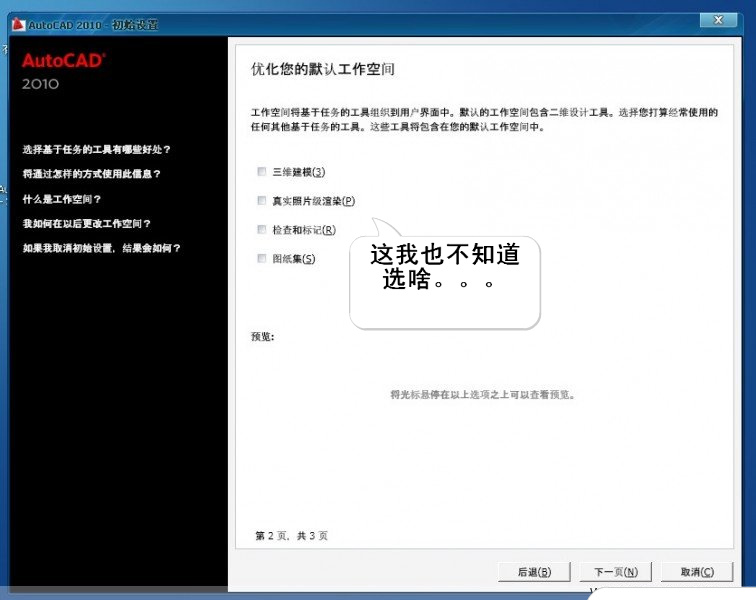 AutoCAD 2010 - 初始设置
AutoCAD®
2010
选择基于任务的工具有哪些好处？
将通过怎样的方式使用此信息？
什么是工作空间？
我如何在以后更改工作空间？
如果我取消初始设置，结果会如何？
优化您的默认工作空间
工作空间将基于任务的工具组织到用户界面中。默认的工作空间包含二维设计工具。选择您打算经常使用的
任何其他基于任务的工具。这些工具将包含在您的默认工作空间中。
三维建模(3)
真实照片级渲染(P)
检查和标记(R)
图纸集(S)
这我也不知道
选啥。。。
预览:
将光标悬停在以上选项之上可以查看预览。
第 2 页，共 3 页
后退(B)
下一页(N)
取消(C)